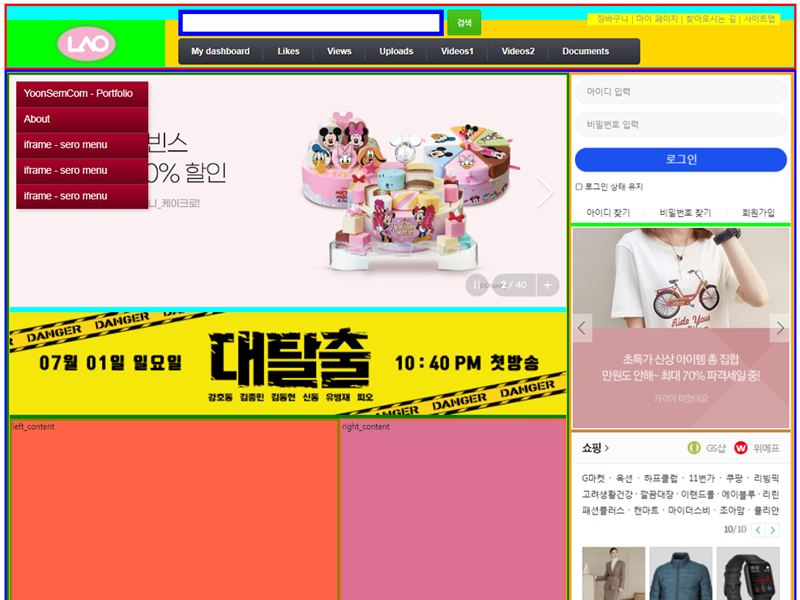 LAO
검색
장바구니 | 마이 페이지 | 찾아오시는 길 | 사이트맵
My dashboard Likes Views Uploads Videos1 Videos2 Documents
YoonSemCom - Portfolio
About
iframe - sero menu
iframe - sero menu
iframe - sero menu
빈스
0% 할인
니_케이크로!
2 / 40
아이디 입력
비밀번호 입력
로그인
로그인 상태 유지
아이디 찾기 비밀번호 찾기 회원가입
Ride Your
초특가 신상 아이템 총 집합
만원도 안해~ 최대 70% 파격세일 중!
가격이 미쳤어요
DANGER DANGER DANGER
07월 01일 일요일 대탈출 10:40 PM 첫방송
강호동 김종민 김동현 신동 유병재 피오
DANGER DANGER DANGER
left_content
right_content
쇼핑 GS샵 위메프
G마켓 · 옥션 · 하프클럽 · 11번가 · 쿠팡 · 리빙픽
고려생활건강 · 깔끔대장 · 이랜드몰 · 에이블루 · 리린
패션플러스 · 캔마트 · 마이더스비 · 조아맘 · 플리안
10/10